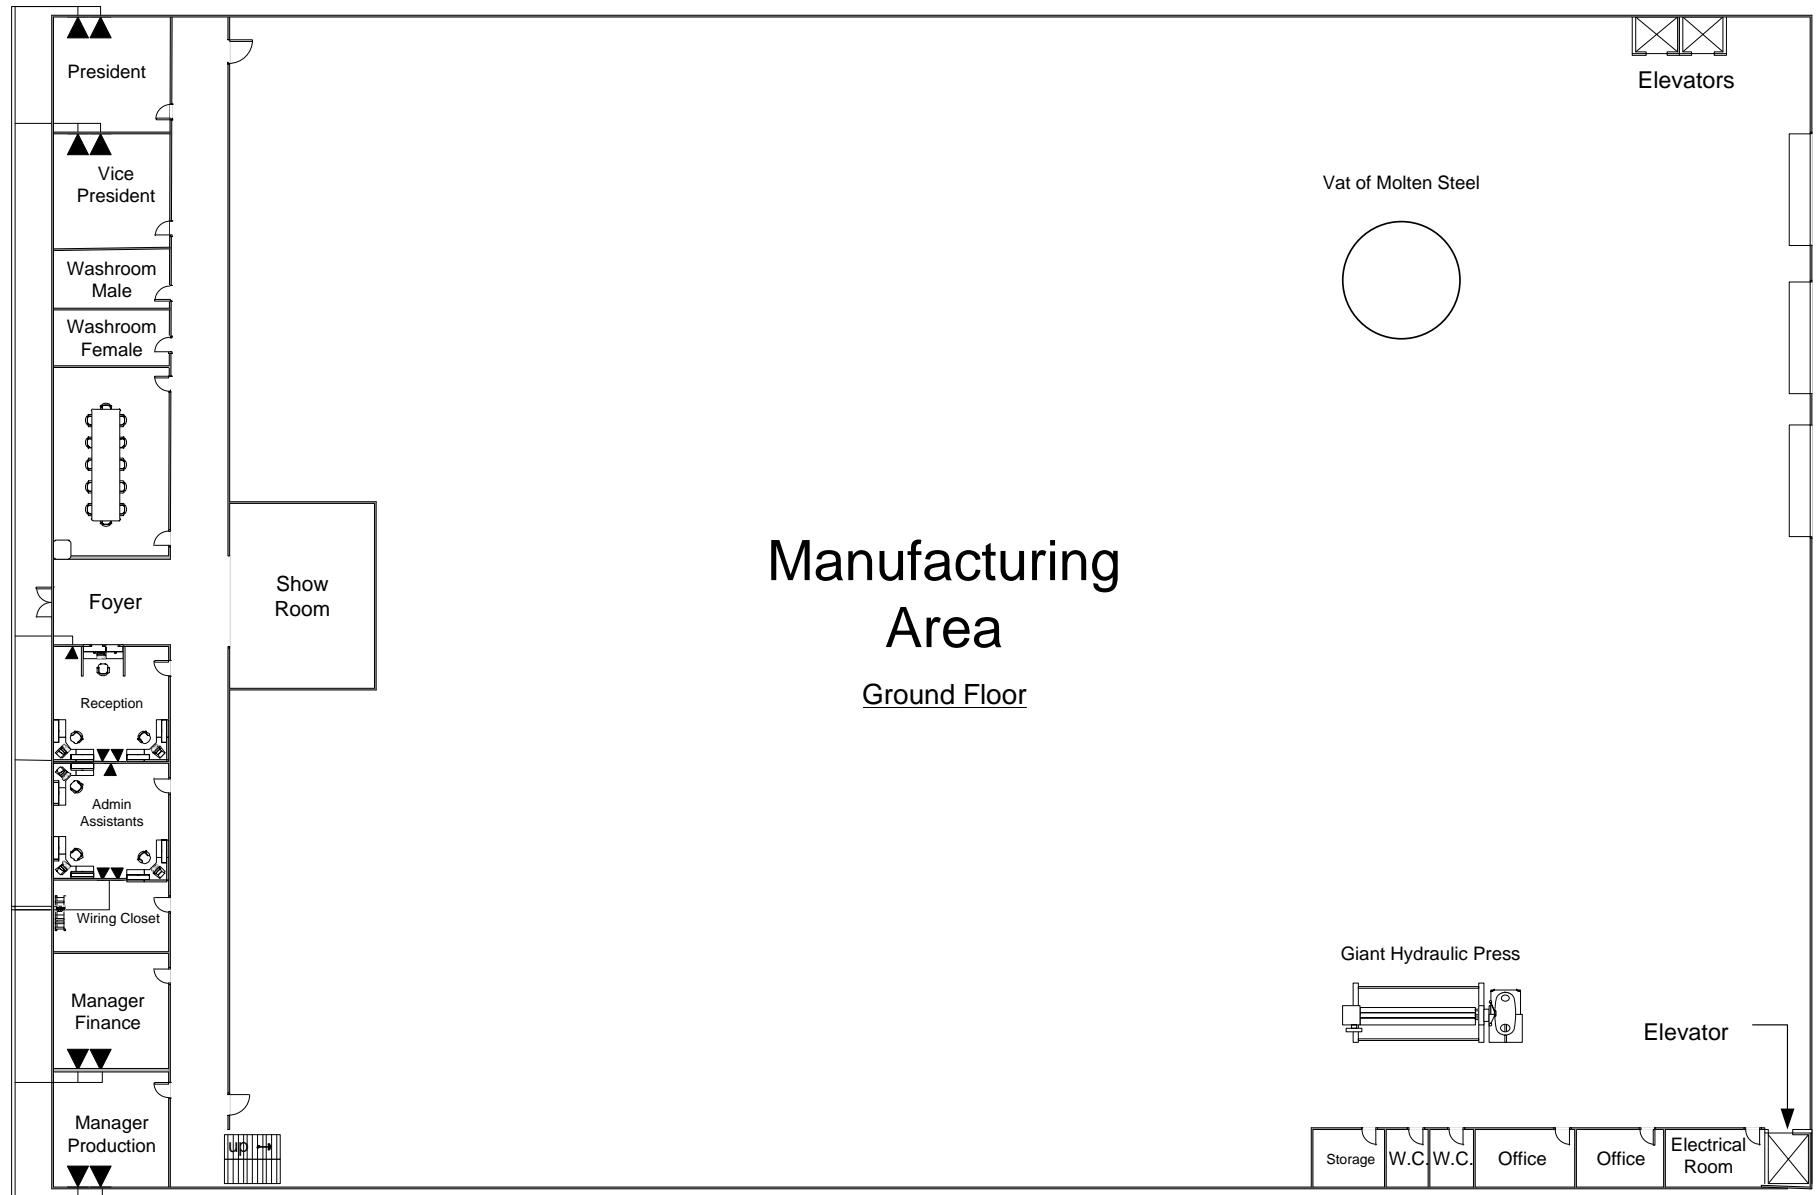 President
Elevators
Vice
President
Vat of Molten Steel
Washroom
Male
Washroom
Female
Manufacturing
Area
Ground Floor
Show
Room
Foyer
Reception
Admin
Assistants
Wiring Closet
Giant Hydraulic Press
Manager
Finance
Elevator
Manager
Production
up
Storage
W.C.
W.C.
Office
Office
Electrical
Room